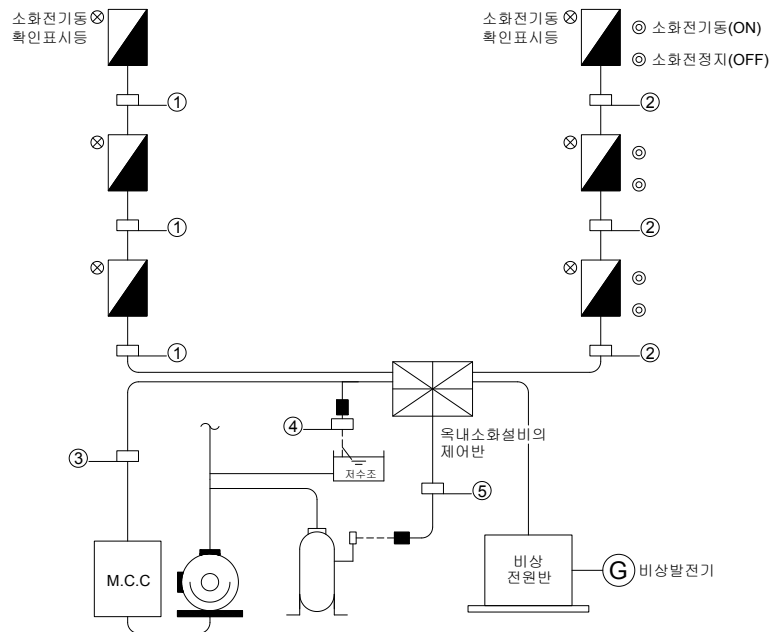 소화전기동
확인표시등
소화전기동
확인표시등
소화전기동(ON)
소화전정지(OFF)
①
②
①
②
①
②
④
옥내소화설비의
제어반
③
저수조
⑤
M.C.C
비상
전원반
G
비상발전기